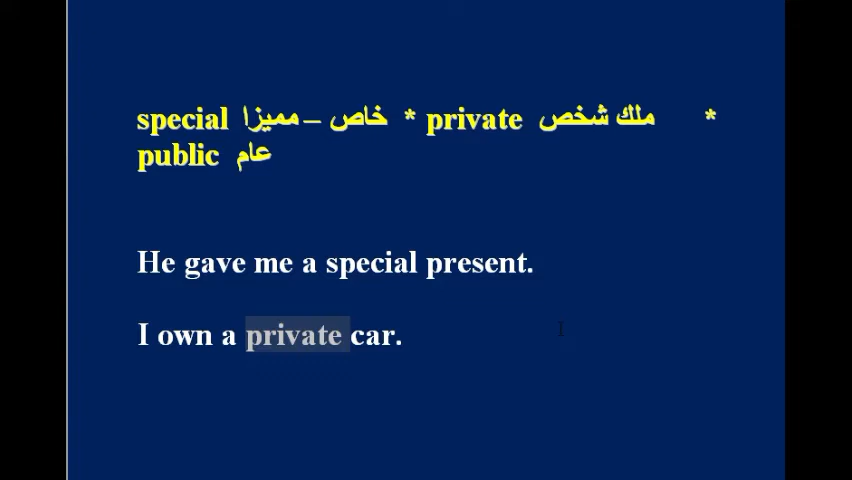 special خاص – مميزا * private ملك شخص *
public عام
He gave me a special present.
I own a private car.